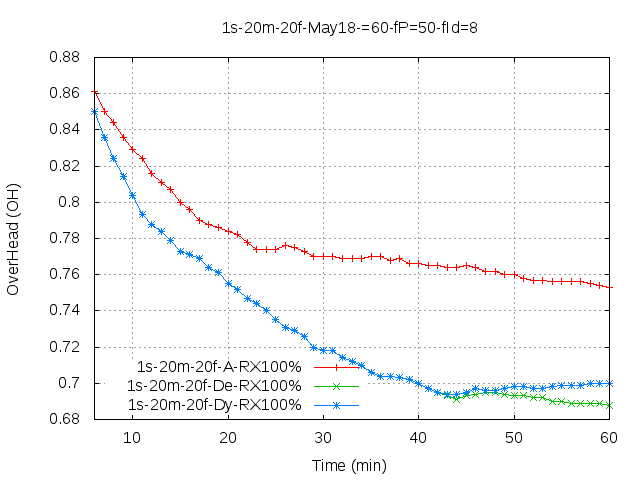 1s-20m-20f-May18-=60-fP=50-fId=8
0.88
0.86
0.84
0.82
0.8
0.78
0.76
0.74
0.72
0.7
0.68
OverHead (OH)
1s-20m-20f-A-RX100%
1s-20m-20f-De-RX100%
1s-20m-20f-Dy-RX100%
10 20 30 40 50 60
Time (min)